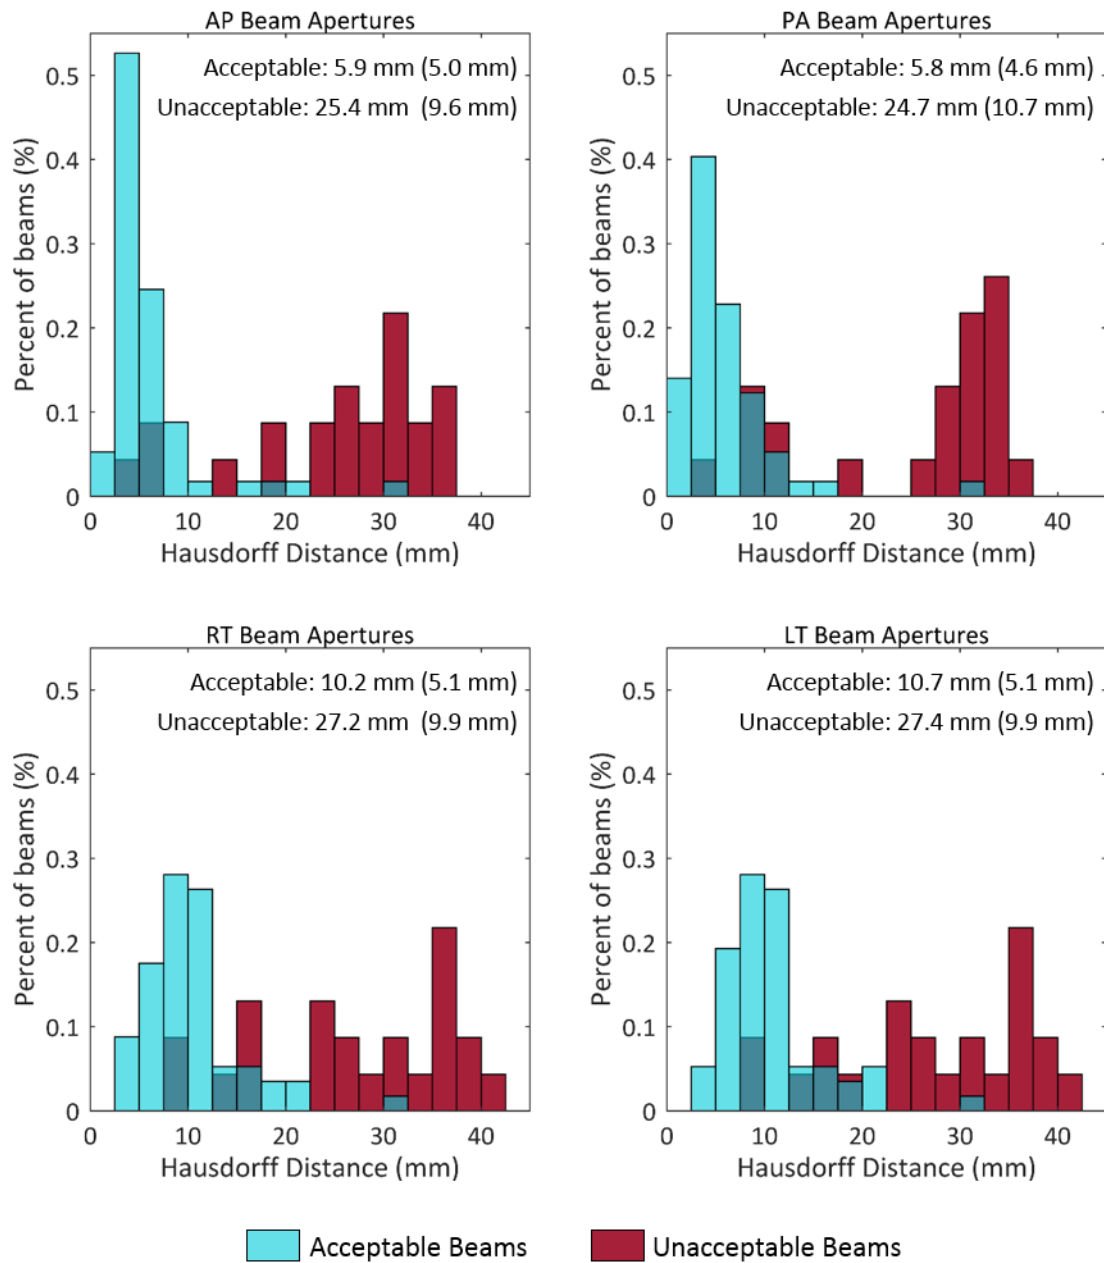 AP Beam Apertures
Acceptable: 5.9 mm (5.0 mm)
Unacceptable: 25.4 mm (9.6 mm)
Percent of beams (%)
0.5
0.4
0.3
0.2
0.1
0
0 10 20 30 40
Hausdorff Distance (mm)
PA Beam Apertures
Acceptable: 5.8 mm (4.6 mm)
Unacceptable: 24.7 mm (10.7 mm)
Percent of beams (%)
0.5
0.4
0.3
0.2
0.1
0
0 10 20 30 40
Hausdorff Distance (mm)
RT Beam Apertures
Acceptable: 10.2 mm (5.1 mm)
Unacceptable: 27.2 mm (9.9 mm)
Percent of beams (%)
0.5
0.4
0.3
0.2
0.1
0
0 10 20 30 40
Hausdorff Distance (mm)
LT Beam Apertures
Acceptable: 10.7 mm (5.1 mm)
Unacceptable: 27.4 mm (9.9 mm)
Percent of beams (%)
0.5
0.4
0.3
0.2
0.1
0
0 10 20 30 40
Hausdorff Distance (mm)
Acceptable Beams
Unacceptable Beams